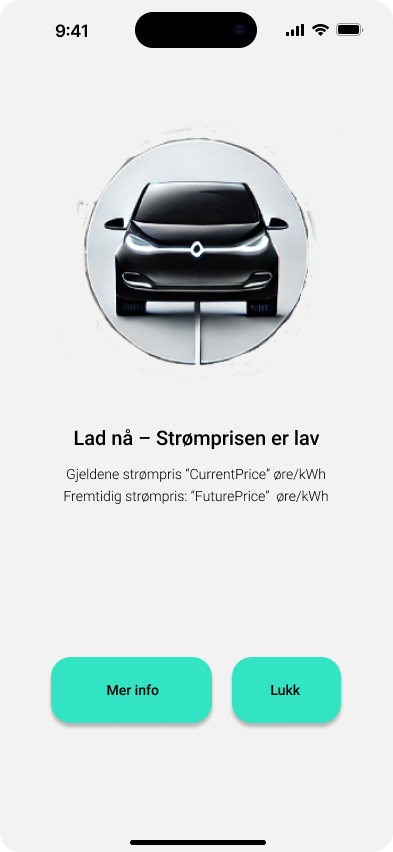 9:41
Lad nå – Strømprisen er lav
Gjeldene strømpris “CurrentPrice” øre/kWh
Fremtidig strømpris: “FuturePrice”  øre/kWh
Mer info Lukk